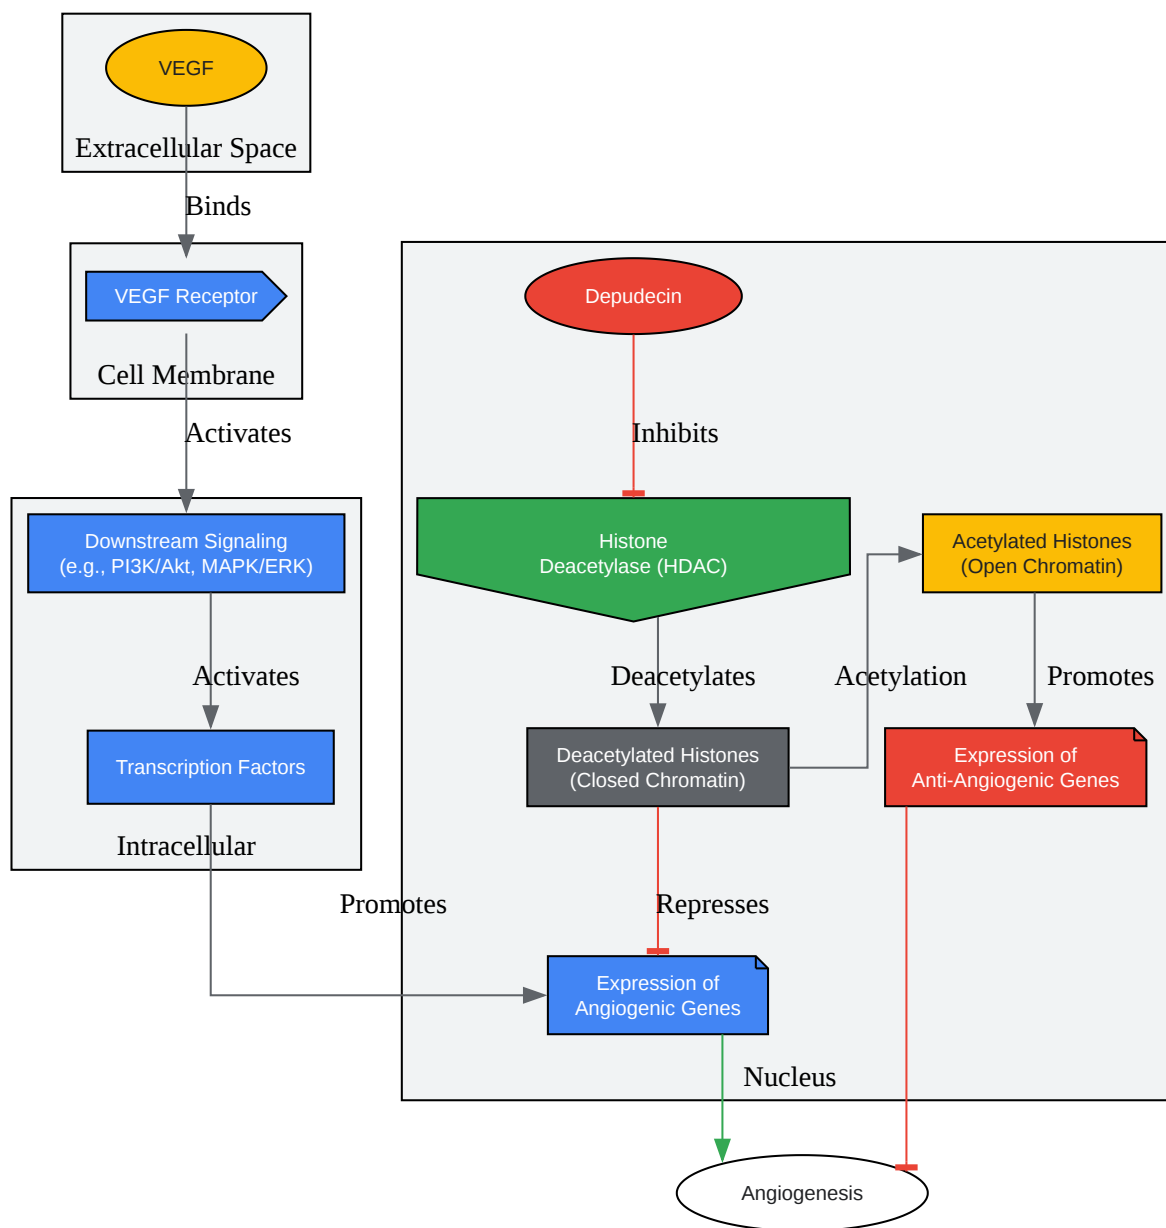 VEGF
Extracellular Space
Binds
VEGF Receptor
Cell Membrane
Activates
Downstream Signaling
(e.g., PI3K/Akt, MAPK/ERK)
Activates
Transcription Factors
Intracellular
Promotes
Depudecin
Inhibits
Histone
Deacetylase (HDAC)
Deacetylates
Deacetylated Histones
(Closed Chromatin)
Acetylation
Acetylated Histones
(Open Chromatin)
Promotes
Expression of
Anti-Angiogenic Genes
Represses
Expression of
Angiogenic Genes
Nucleus
Angiogenesis